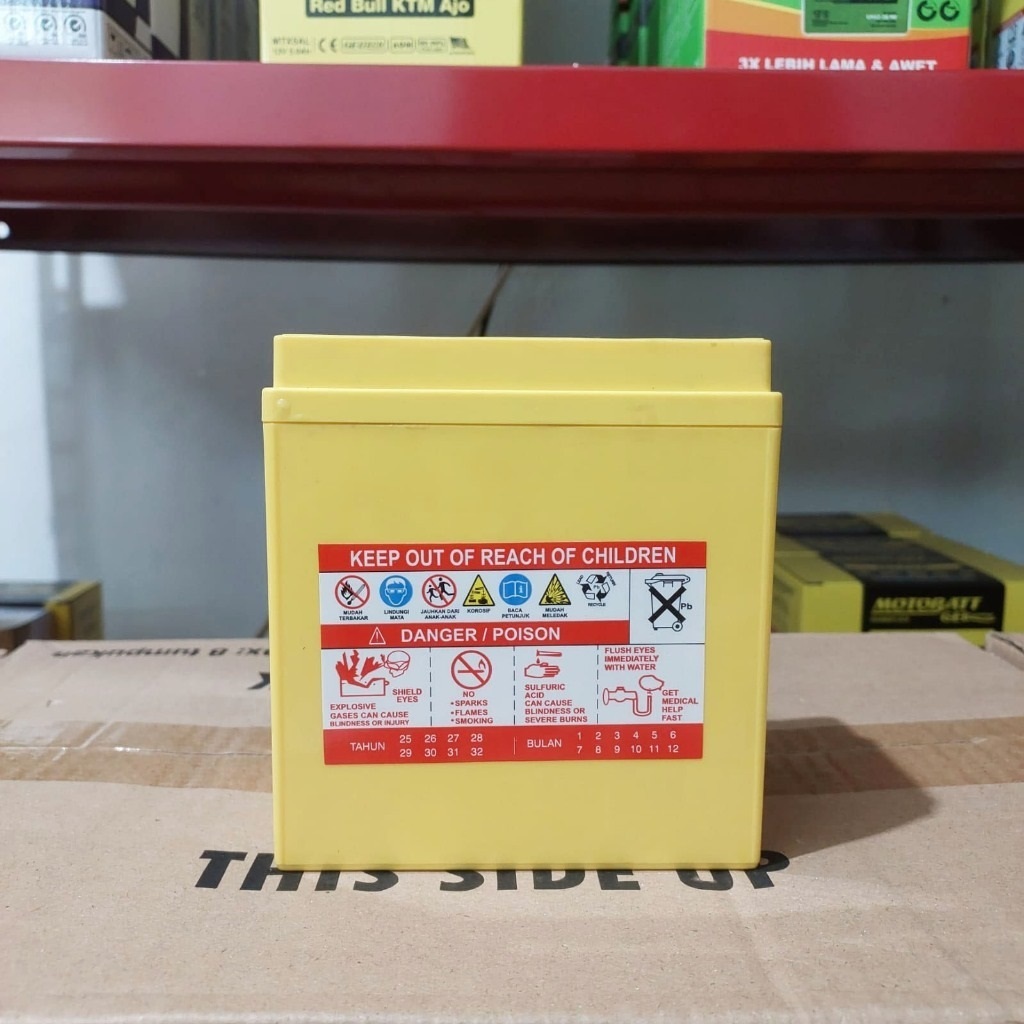 Red Bull KTM Ajo
3X LEBIH LAMA & AWET
KEEP OUT OF REACH OF CHILDREN
MUDAH TERBAKAR
LINDUNGI MATA
JAUHKAN DARI ANAK-ANAK
KOROSIF
BACA PETUNJUK
MUDAH MELEDAK
RECYCLE
Pb
DANGER / POISON
SHIELD
EYES
EXPLOSIVE
GASES CAN CAUSE
BLINDNESS OR INJURY
NO
• SPARKS
• FLAMES
• SMOKING
SULFURIC
ACID
CAN CAUSE
BLINDNESS OR
SEVERE BURNS
FLUSH EYES
IMMEDIATELY
WITH WATER
GET
MEDICAL
HELP
FAST
TAHUN 25 26 27 28
29 30 31 32
BULAN 1 2 3 4 5 6
7 8 9 10 11 12
MOTOBATT
THIS SIDE UP